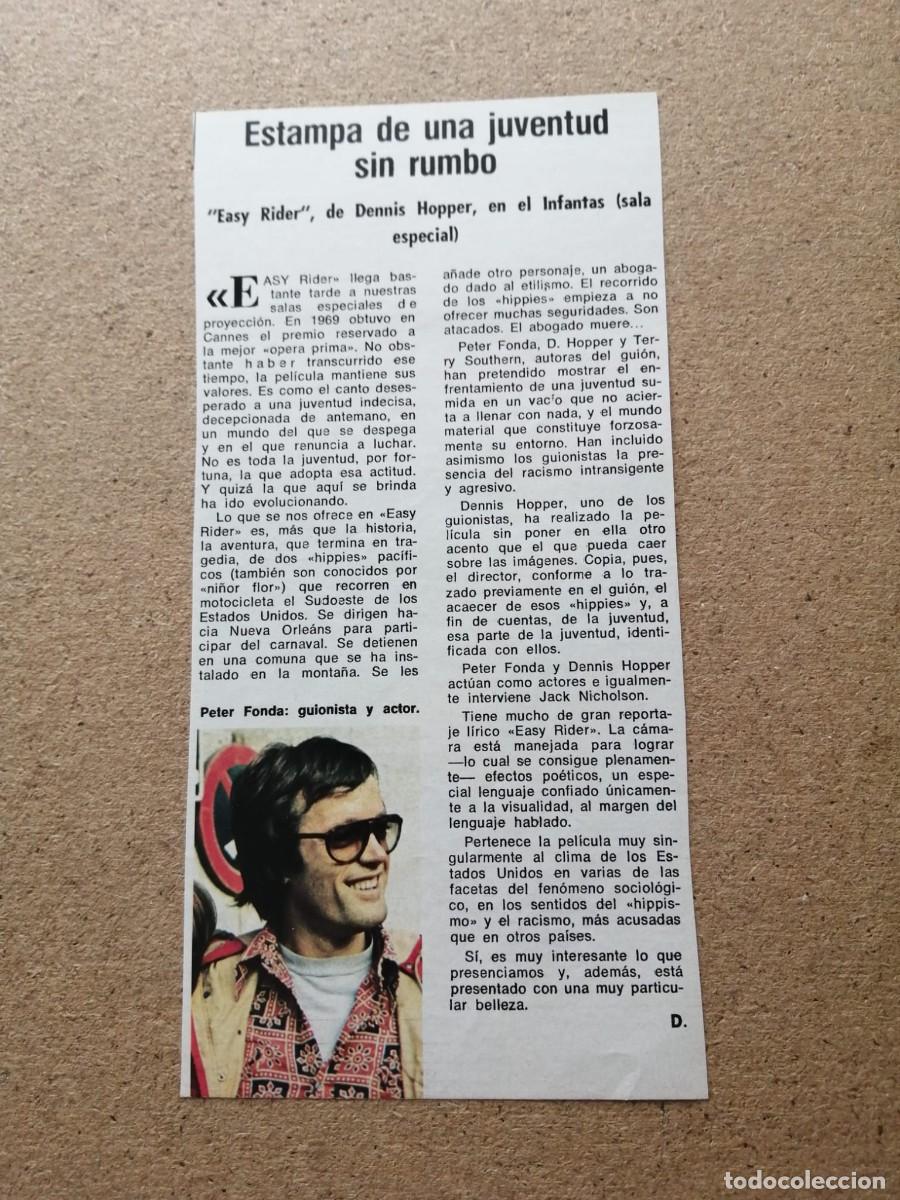 Estampa de una juventud
sin rumbo
"Easy Rider", de Dennis Hopper, en el Infantas (sala
especial)
«EASY Rider» llega bas-
tante tarde a nuestras
salas especiales de
proyección. En 1969 obtuvo en
Cannes el premio reservado a
la mejor «opera prima». No obs-
tante haber transcurrido ese
tiempo, la película mantiene sus
valores. Es como el canto deses-
perado a una juventud indecisa,
decepcionada de antemano, en
un mundo del que se despega
y en el que renuncia a luchar.
No es toda la juventud, por for-
tuna, la que adopta esa actitud.
Y quizá la que aquí se brinda
ha ido evolucionando.
Lo que se nos ofrece en «Easy
Rider» es, más que la historia,
la aventura, que termina en tra-
gedia, de dos «hippies» pacífi-
cos (también son conocidos por
«niñor flor») que recorren en
motocicleta el Sudoeste de los
Estados Unidos. Se dirigen ha-
cia Nueva Orleáns para parti-
cipar del carnaval. Se detienen
en una comuna que se ha ins-
talado en la montaña. Se les
Peter Fonda: guionista y actor.
añade otro personaje, un aboga-
do dado al etilismo. El recorrido
de los «hippies» empieza a no
ofrecer muchas seguridades. Son
atacados. El abogado muere...
Peter Fonda, D. Hopper y Te-
rry Southern, autores del guión,
han pretendido mostrar el en-
frentamiento de una juventud su-
mida en un vacío que no acier-
ta a llenar con nada, y el mundo
material que constituye forzosa-
mente su entorno. Han incluido
asimismo los guionistas la pre-
sencia del racismo intransigente
y agresivo.
Dennis Hopper, uno de los
guionistas, ha realizado la pe-
lícula sin poner en ella otro
acento que el que pueda caer
sobre las imágenes. Copia, pues,
el director, conforme a lo tra-
zado previamente en el guión, el
acaecer de esos «hippies» y, a
fin de cuentas, de la juventud,
esa parte de la juventud, identi-
ficada con ellos.
Peter Fonda y Dennis Hopper
actúan como actores e igualmen-
te interviene Jack Nicholson.
Tiene mucho de gran reporta-
je lírico «Easy Rider». La cáma-
ra está manejada para lograr
—lo cual se consigue plenamen-
te— efectos poéticos, un espe-
cial lenguaje confiado únicamen-
te a la visualidad, al margen del
lenguaje hablado.
Pertenece la película muy sin-
gularmente al clima de los Es-
tados Unidos en varias de las
facetas del fenómeno sociológi-
co, en los sentidos del «hippis-
mo» y el racismo, más acusadas
que en otros países.
Sí, es muy interesante lo que
presenciamos y, además, está
presentado con una muy particu-
lar belleza.
D.
todocoleccion